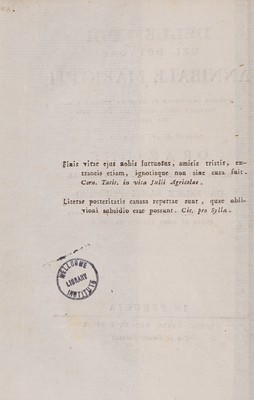 Finis vitae ejus nobis luctuosus, amicis tristis, ex-
traneis etiam, ignotisque non sine cura fuit.
Corn. Tacit. in vita Julii Agricolae.
Literae posteritatis causa repertae sunt, quae obli-
vioni subsidio esse possent. Cic. pro Sylla.
WELLCOME
LIBRARY
INSTITUTE